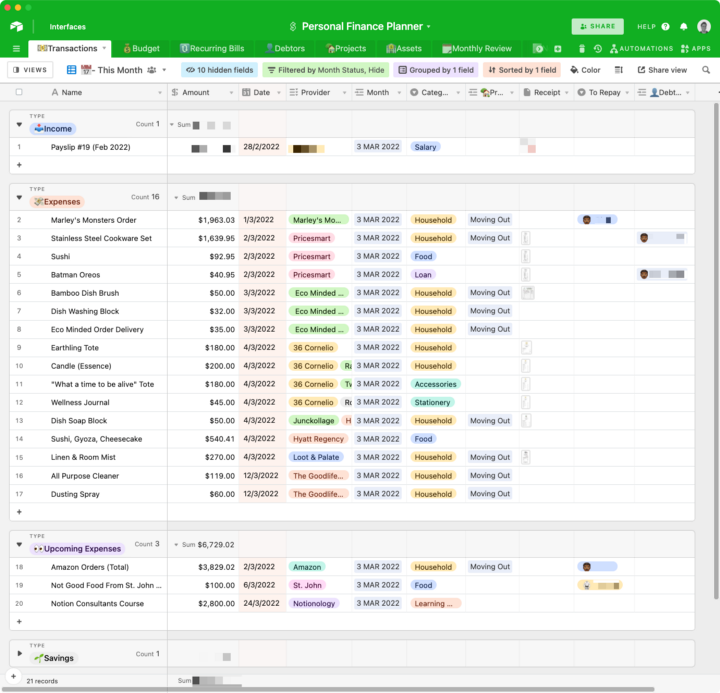 Interfaces
Personal Finance Planner
SHARE
HELP
Transactions
Budget
Recurring Bills
Debtors
Projects
Assets
Monthly Review
AUTOMATIONS
APPS
VIEWS
- This Month
10 hidden fields
Filtered by Month Status, Hide
Grouped by 1 field
Sorted by 1 field
Color
Share view
Name
Amount
Date
Provider
Month
Categ...
Pr...
Receipt
To Repay
Debt...
TYPE
Income
Count 1
Sum
1 Payslip #19 (Feb 2022) 28/2/2022 3 MAR 2022 Salary
+
TYPE
Expenses
Count 16
Sum
2 Marley's Monsters Order $1,963.03 1/3/2022 Marley's Mo... 3 MAR 2022 Household Moving Out
3 Stainless Steel Cookware Set $1,639.95 2/3/2022 Pricesmart 3 MAR 2022 Household Moving Out
4 Sushi $92.95 2/3/2022 Pricesmart 3 MAR 2022 Food
5 Batman Oreos $40.95 2/3/2022 Pricesmart 3 MAR 2022 Loan
6 Bamboo Dish Brush $50.00 3/3/2022 Eco Minded ... 3 MAR 2022 Household Moving Out
7 Dish Washing Block $32.00 3/3/2022 Eco Minded ... 3 MAR 2022 Household Moving Out
8 Eco Minded Order Delivery $35.00 3/3/2022 Eco Minded ... 3 MAR 2022 Household Moving Out
9 Earthling Tote $180.00 4/3/2022 36 Cornelio 3 MAR 2022 Household
10 Candle (Essence) $200.00 4/3/2022 36 Cornelio 3 MAR 2022 Household
11 "What a time to be alive" Tote $180.00 4/3/2022 36 Cornelio 3 MAR 2022 Accessories
12 Wellness Journal $45.00 4/3/2022 36 Cornelio 3 MAR 2022 Stationery
13 Dish Soap Block $50.00 4/3/2022 Junckollage H 3 MAR 2022 Household Moving Out
14 Sushi, Gyoza, Cheesecake $540.41 4/3/2022 Hyatt Regency 3 MAR 2022 Food
15 Linen & Room Mist $270.00 4/3/2022 Loot & Palate 3 MAR 2022 Household Moving Out
16 All Purpose Cleaner $119.00 12/3/2022 The Goodlife... 3 MAR 2022 Household Moving Out
17 Dusting Spray $60.00 12/3/2022 The Goodlife... 3 MAR 2022 Household Moving Out
+
TYPE
Upcoming Expenses
Count 3
Sum $6,729.02
18 Amazon Orders (Total) $3,829.02 2/3/2022 Amazon 3 MAR 2022 Household Moving Out
19 Not Good Food From St. John ... $100.00 6/3/2022 St. John 3 MAR 2022 Food
20 Notion Consultants Course $2,800.00 24/3/2022 Notionology 3 MAR 2022 Learning ...
+
TYPE
Savings
Count 1
+
21 records
Sum